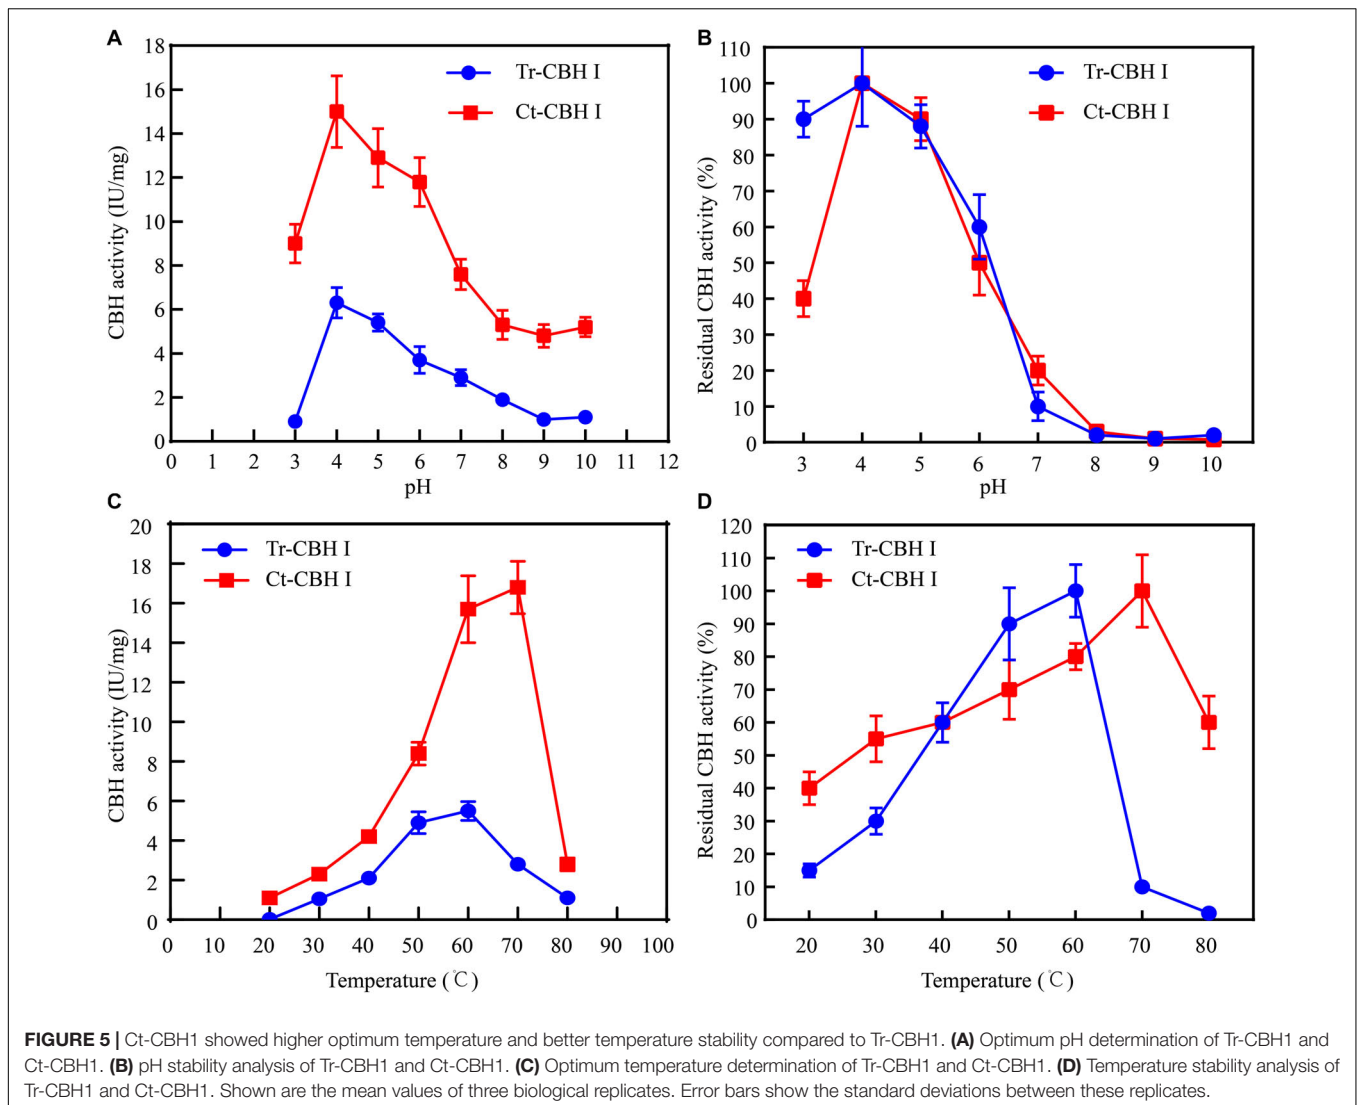 A
18
16
14
12
10
8
6
4
2
0
CBH activity (IU/mg)
Tr-CBH I
Ct-CBH I
0 1 2 3 4 5 6 7 8 9 10 11 12
pH
B
110
100
90
80
70
60
50
40
30
20
10
0
Residual CBH activity (%)
Tr-CBH I
Ct-CBH I
3 4 5 6 7 8 9 10
pH
C
20
18
16
14
12
10
8
6
4
2
0
CBH activity (IU/mg)
Tr-CBH I
Ct-CBH I
0 10 20 30 40 50 60 70 80 90 100
Temperature (℃)
D
120
110
100
90
80
70
60
50
40
30
20
10
0
Residual CBH activity (%)
Tr-CBH I
Ct-CBH I
20 30 40 50 60 70 80
Temperature (℃)
FIGURE 5 | Ct-CBH1 showed higher optimum temperature and better temperature stability compared to Tr-CBH1. (A) Optimum pH determination of Tr-CBH1 and
Ct-CBH1. (B) pH stability analysis of Tr-CBH1 and Ct-CBH1. (C) Optimum temperature determination of Tr-CBH1 and Ct-CBH1. (D) Temperature stability analysis of
Tr-CBH1 and Ct-CBH1. Shown are the mean values of three biological replicates. Error bars show the standard deviations between these replicates.